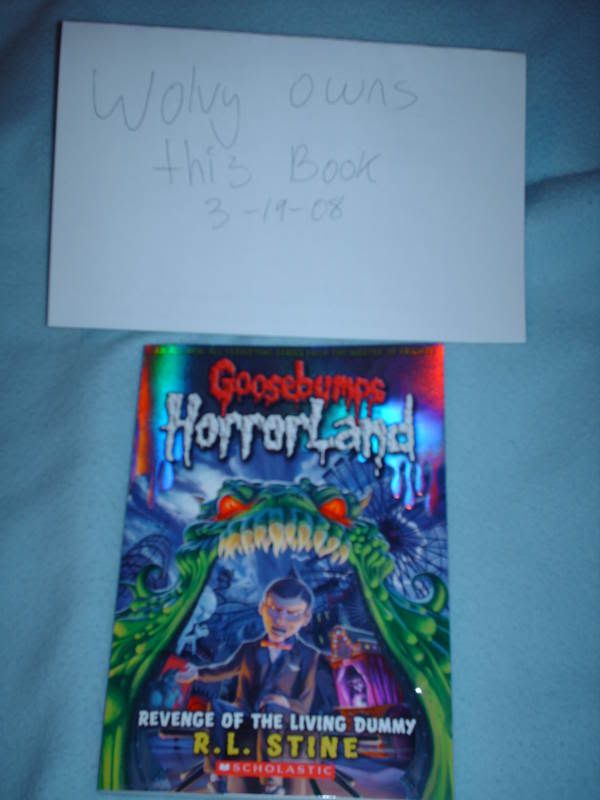 Wolvy owns
this Book
3-19-08
Goosebumps
HorrorLand
REVENGE OF THE LIVING DUMMY
R.L. STINE
SCHOLASTIC